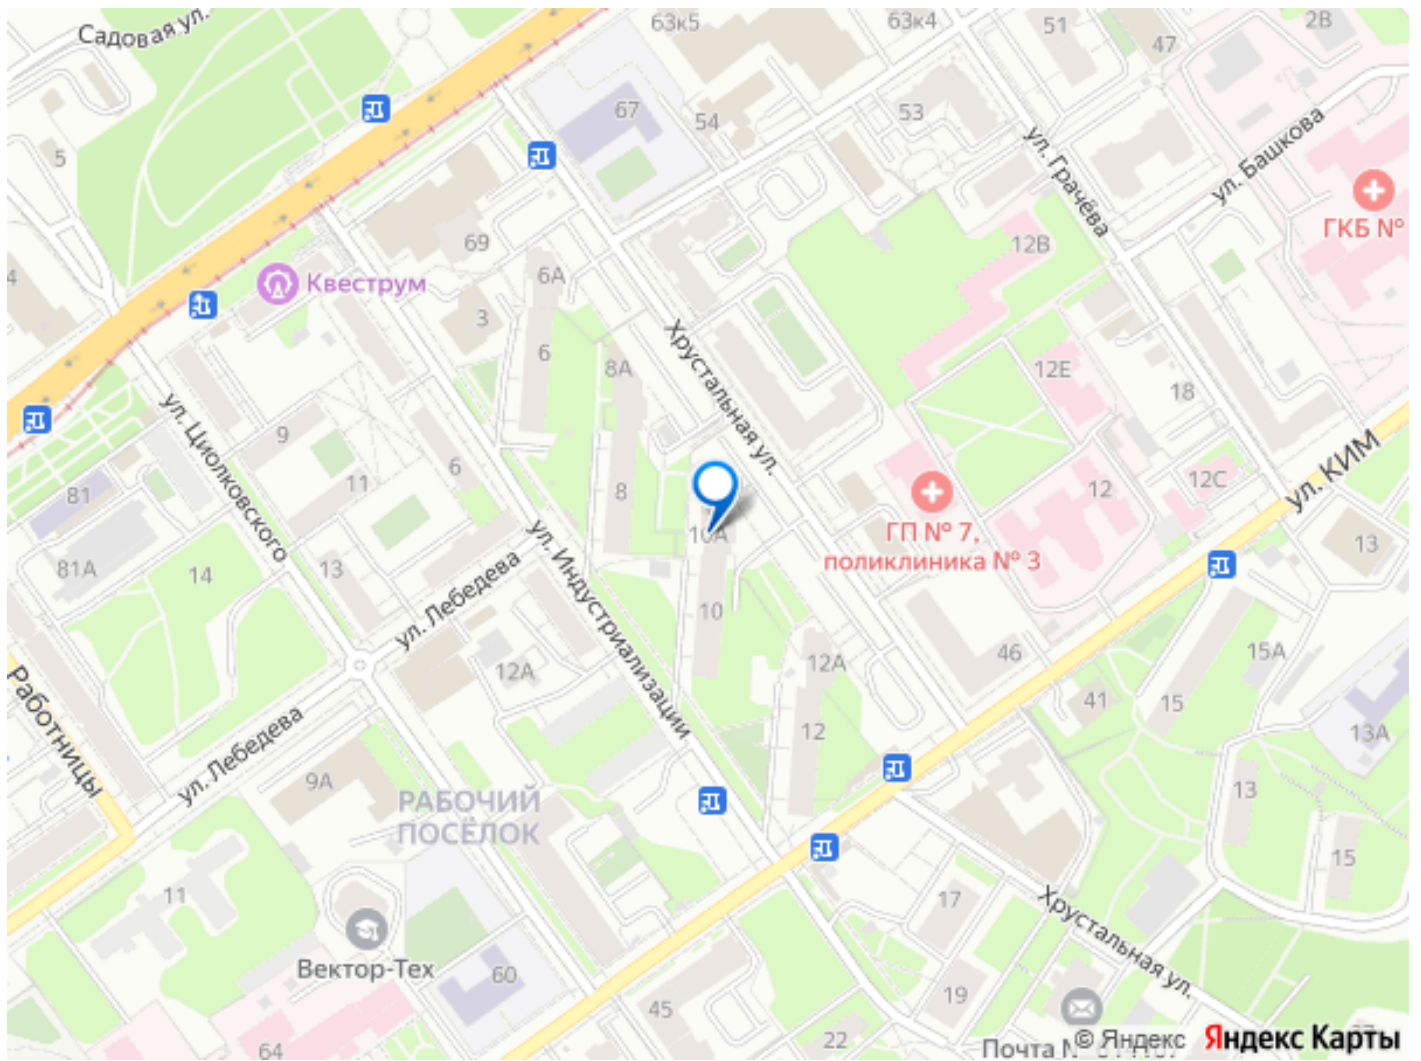 Садовая ул.
63к5
63к4
51
47
2В
67
54
53
5
ул. Грачёва
ул. Башкова
ГКБ №
69
12В
4
Квеструм
6А
3
6
8А
Хрустальная ул.
12Е
18
ул. Циолковского
9
6
11
81
8
12
12С
ул. КИМ
ГП № 7,
поликлиника № 3
10А
13
81А
14
13
ул. Лебедева
ул. Индустриализации
10
12А
46
15А
12А
41
15
13А
Работницы
ул. Лебедева
12
9А
РАБОЧИЙ
ПОСЁЛОК
13
15
11
17
Хрустальная ул.
Вектор-Тех
60
19
45
22
64
Почта №
© Яндекс
Яндекс Карты